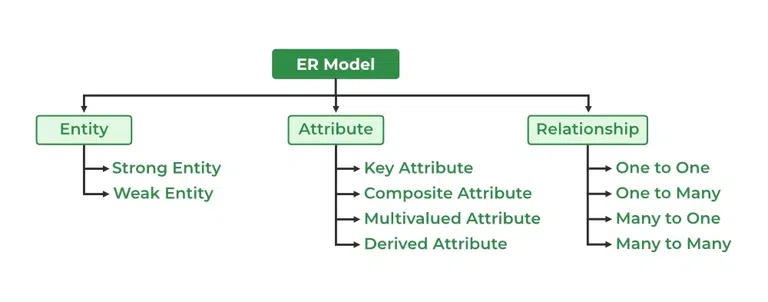 ER Model
Entity
Strong Entity
Weak Entity
Attribute
Key Attribute
Composite Attribute
Multivalued Attribute
Derived Attribute
Relationship
One to One
One to Many
Many to One
Many to Many